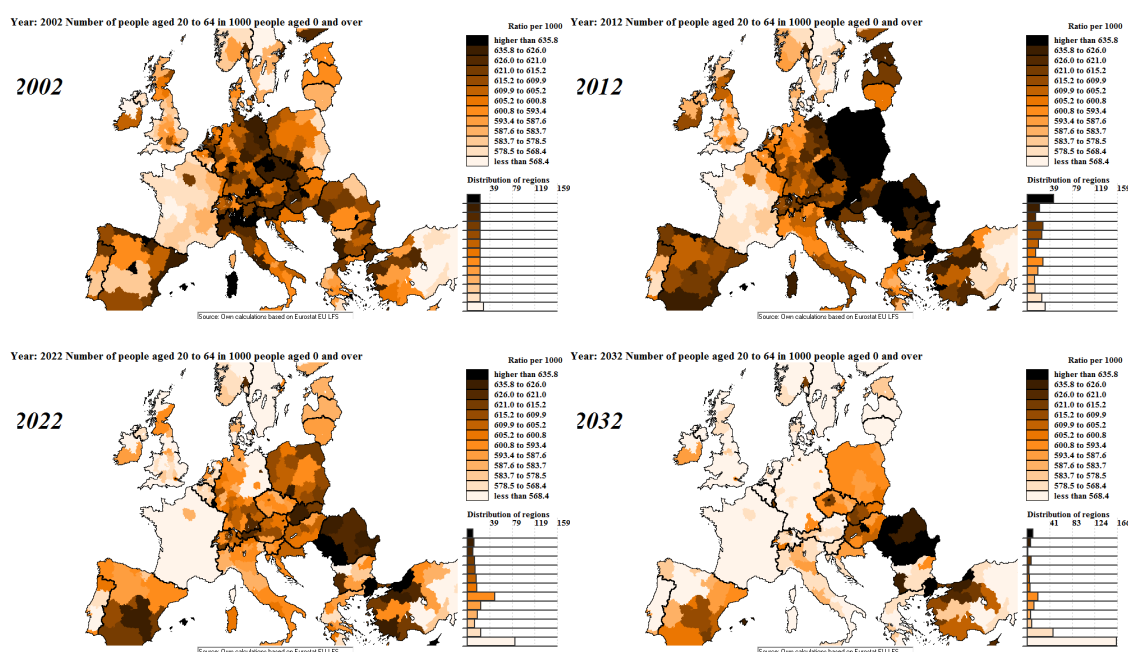 Year: 2002 Number of people aged 20 to 64 in 1000 people aged 0 and over
2002
Ratio per 1000
higher than 635.8
635.8 to 626.0
626.0 to 621.0
621.0 to 615.2
615.2 to 609.9
609.9 to 605.2
605.2 to 600.8
600.8 to 593.4
593.4 to 587.6
587.6 to 583.7
583.7 to 578.5
578.5 to 568.4
less than 568.4
Distribution of regions
39 79 119 159
Source: Own calculations based on Eurostat EU LFS
Year: 2012 Number of people aged 20 to 64 in 1000 people aged 0 and over
2012
Ratio per 1000
higher than 635.8
635.8 to 626.0
626.0 to 621.0
621.0 to 615.2
615.2 to 609.9
609.9 to 605.2
605.2 to 600.8
600.8 to 593.4
593.4 to 587.6
587.6 to 583.7
583.7 to 578.5
578.5 to 568.4
less than 568.4
Distribution of regions
39 79 119 159
Source: Own calculations based on Eurostat EU LFS
Year: 2022 Number of people aged 20 to 64 in 1000 people aged 0 and over
2022
Ratio per 1000
higher than 635.8
635.8 to 626.0
626.0 to 621.0
621.0 to 615.2
615.2 to 609.9
609.9 to 605.2
605.2 to 600.8
600.8 to 593.4
593.4 to 587.6
587.6 to 583.7
583.7 to 578.5
578.5 to 568.4
less than 568.4
Distribution of regions
39 79 119 159
Source: Own calculations based on Eurostat EU LFS
Year: 2032 Number of people aged 20 to 64 in 1000 people aged 0 and over
2032
Ratio per 1000
higher than 635.8
635.8 to 626.0
626.0 to 621.0
621.0 to 615.2
615.2 to 609.9
609.9 to 605.2
605.2 to 600.8
600.8 to 593.4
593.4 to 587.6
587.6 to 583.7
583.7 to 578.5
578.5 to 568.4
less than 568.4
Distribution of regions
41 83 124 166
Source: Own calculations based on Eurostat EU LFS